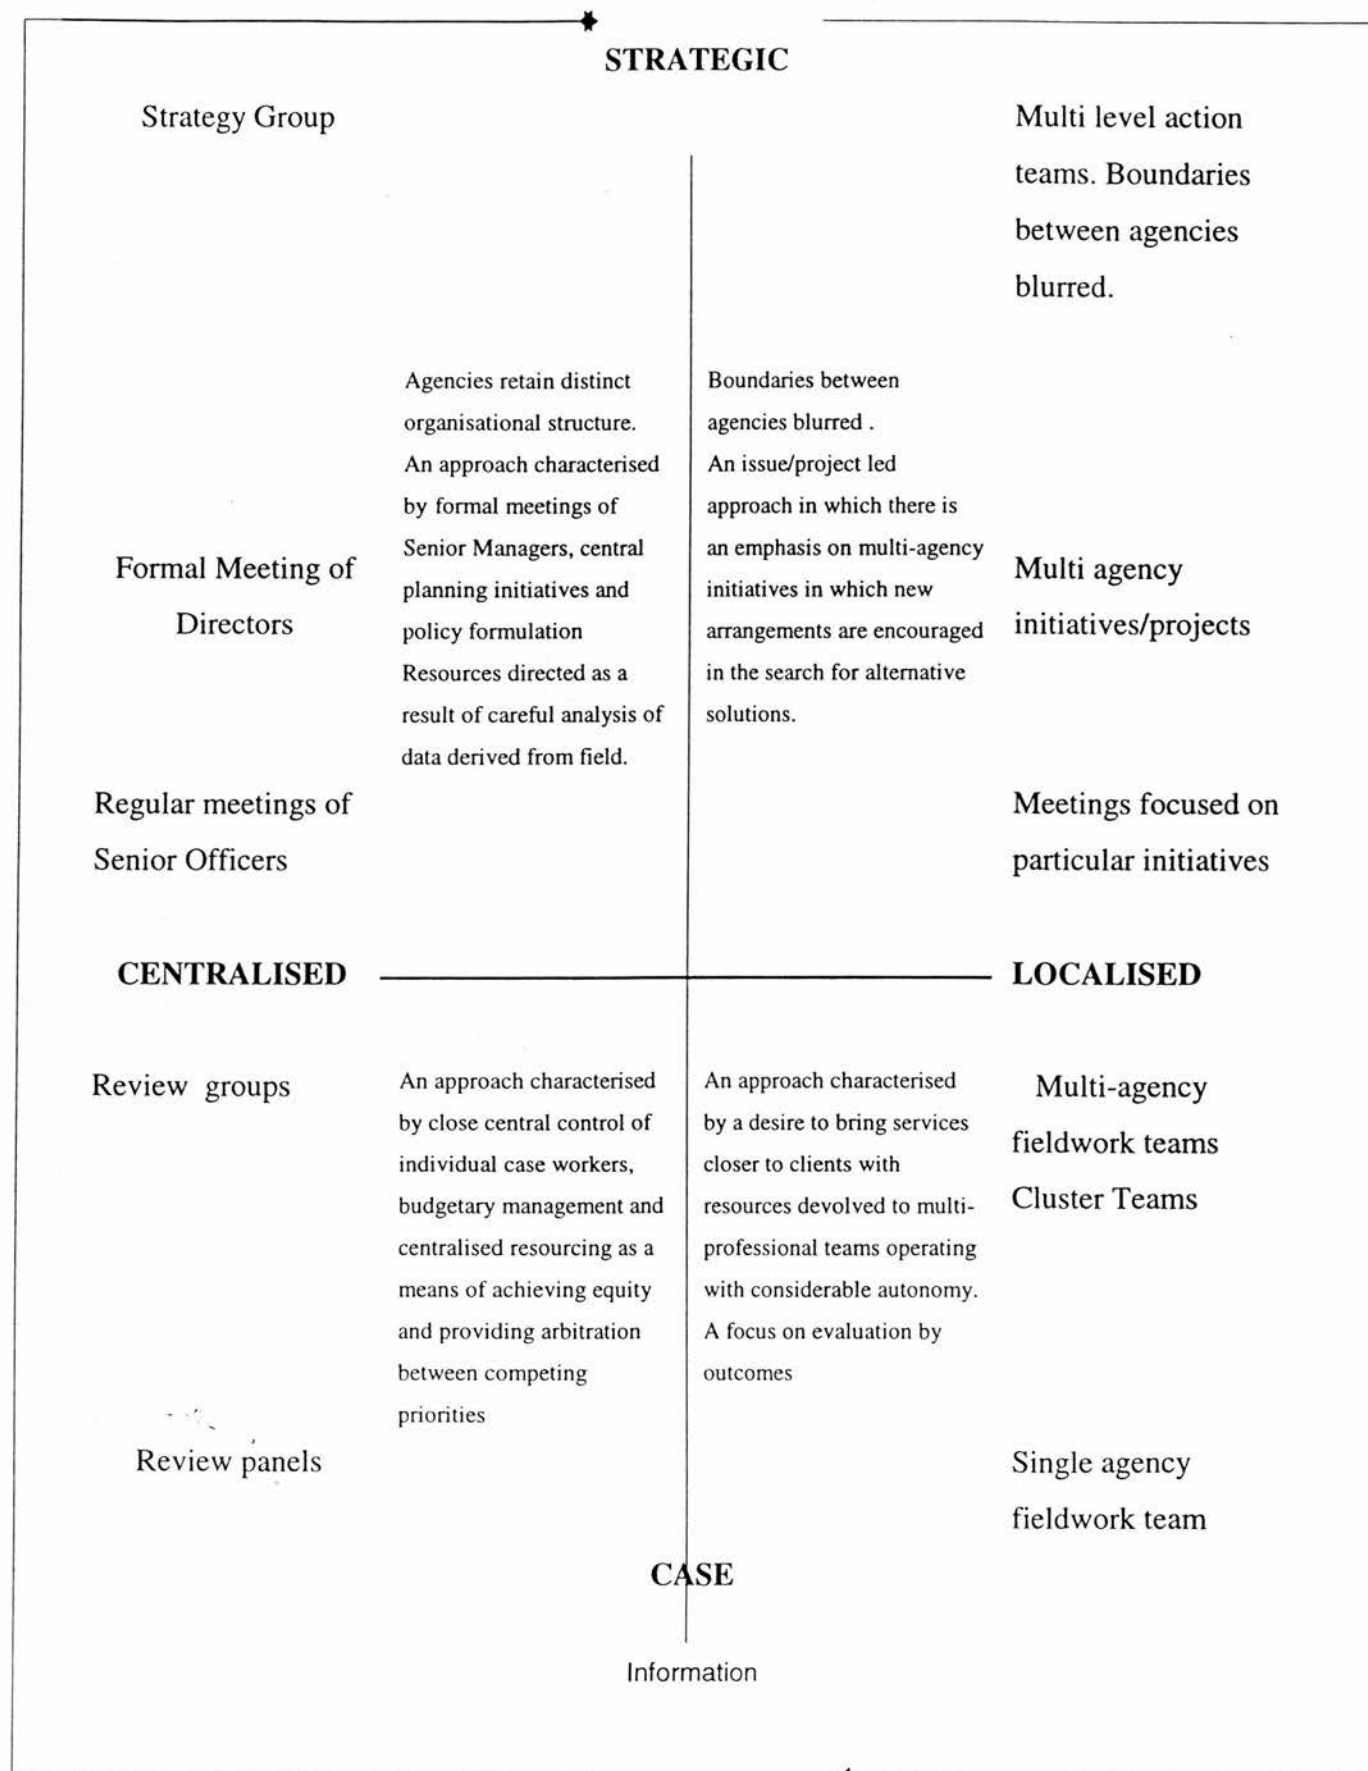 STRATEGIC
Strategy Group
Multi level action
teams. Boundaries
between agencies
blurred.
Agencies retain distinct
organisational structure.
An approach characterised
by formal meetings of
Senior Managers, central
planning initiatives and
policy formulation
Resources directed as a
result of careful analysis of
data derived from field.
Boundaries between
agencies blurred .
An issue/project led
approach in which there is
an emphasis on multi-agency
initiatives in which new
arrangements are encouraged
in the search for alternative
solutions.
Formal Meeting of
Directors
Multi agency
initiatives/projects
Regular meetings of
Senior Officers
Meetings focused on
particular initiatives
CENTRALISED
LOCALISED
Review groups
An approach characterised
by close central control of
individual case workers,
budgetary management and
centralised resourcing as a
means of achieving equity
and providing arbitration
between competing
priorities
An approach characterised
by a desire to bring services
closer to clients with
resources devolved to multi-
professional teams operating
with considerable autonomy.
A focus on evaluation by
outcomes
Multi-agency
fieldwork teams
Cluster Teams
Review panels
Single agency
fieldwork team
CASE
Information